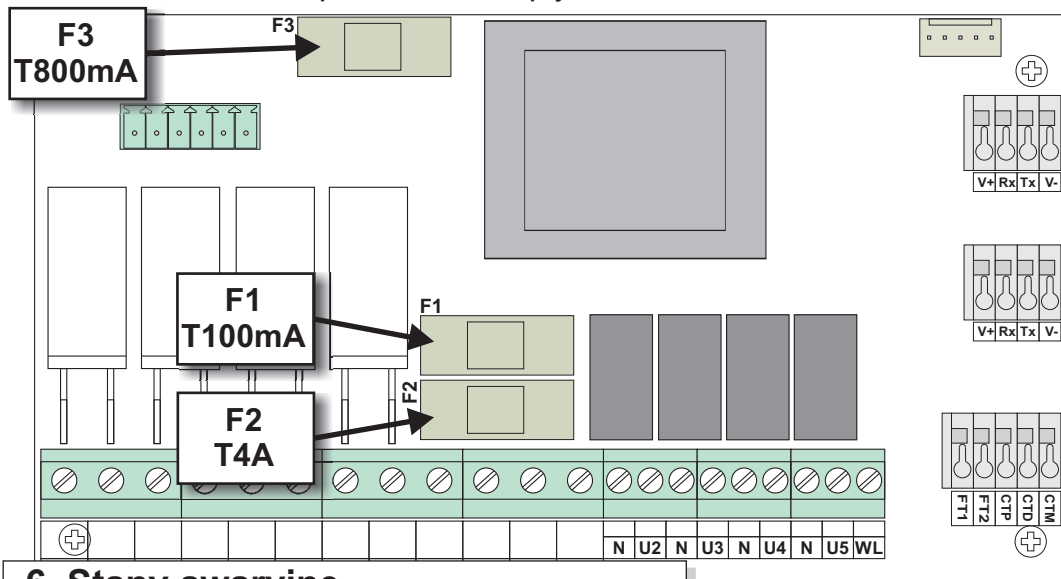 F3
T800mA
F3
V+ Rx Tx V-
F1
T100mA
F1
V+ Rx Tx V-
F2
T4A
F2
FT1 FT2 CTP CTD CTM
N U2 N U3 N U4 N U5 WL
6. Stany awaryjne